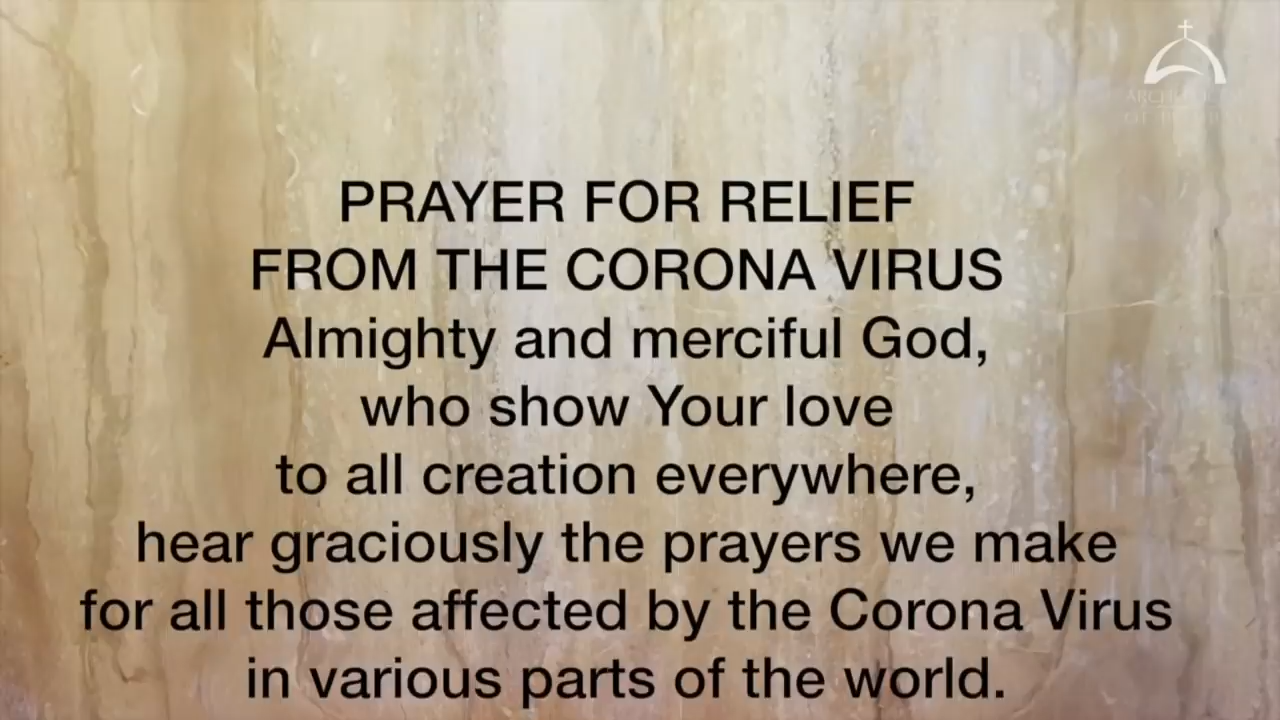 PRAYER FOR RELIEF
FROM THE CORONA VIRUS
Almighty and merciful God,
who show Your love
to all creation everywhere,
hear graciously the prayers we make
for all those affected by the Corona Virus
in various parts of the world.